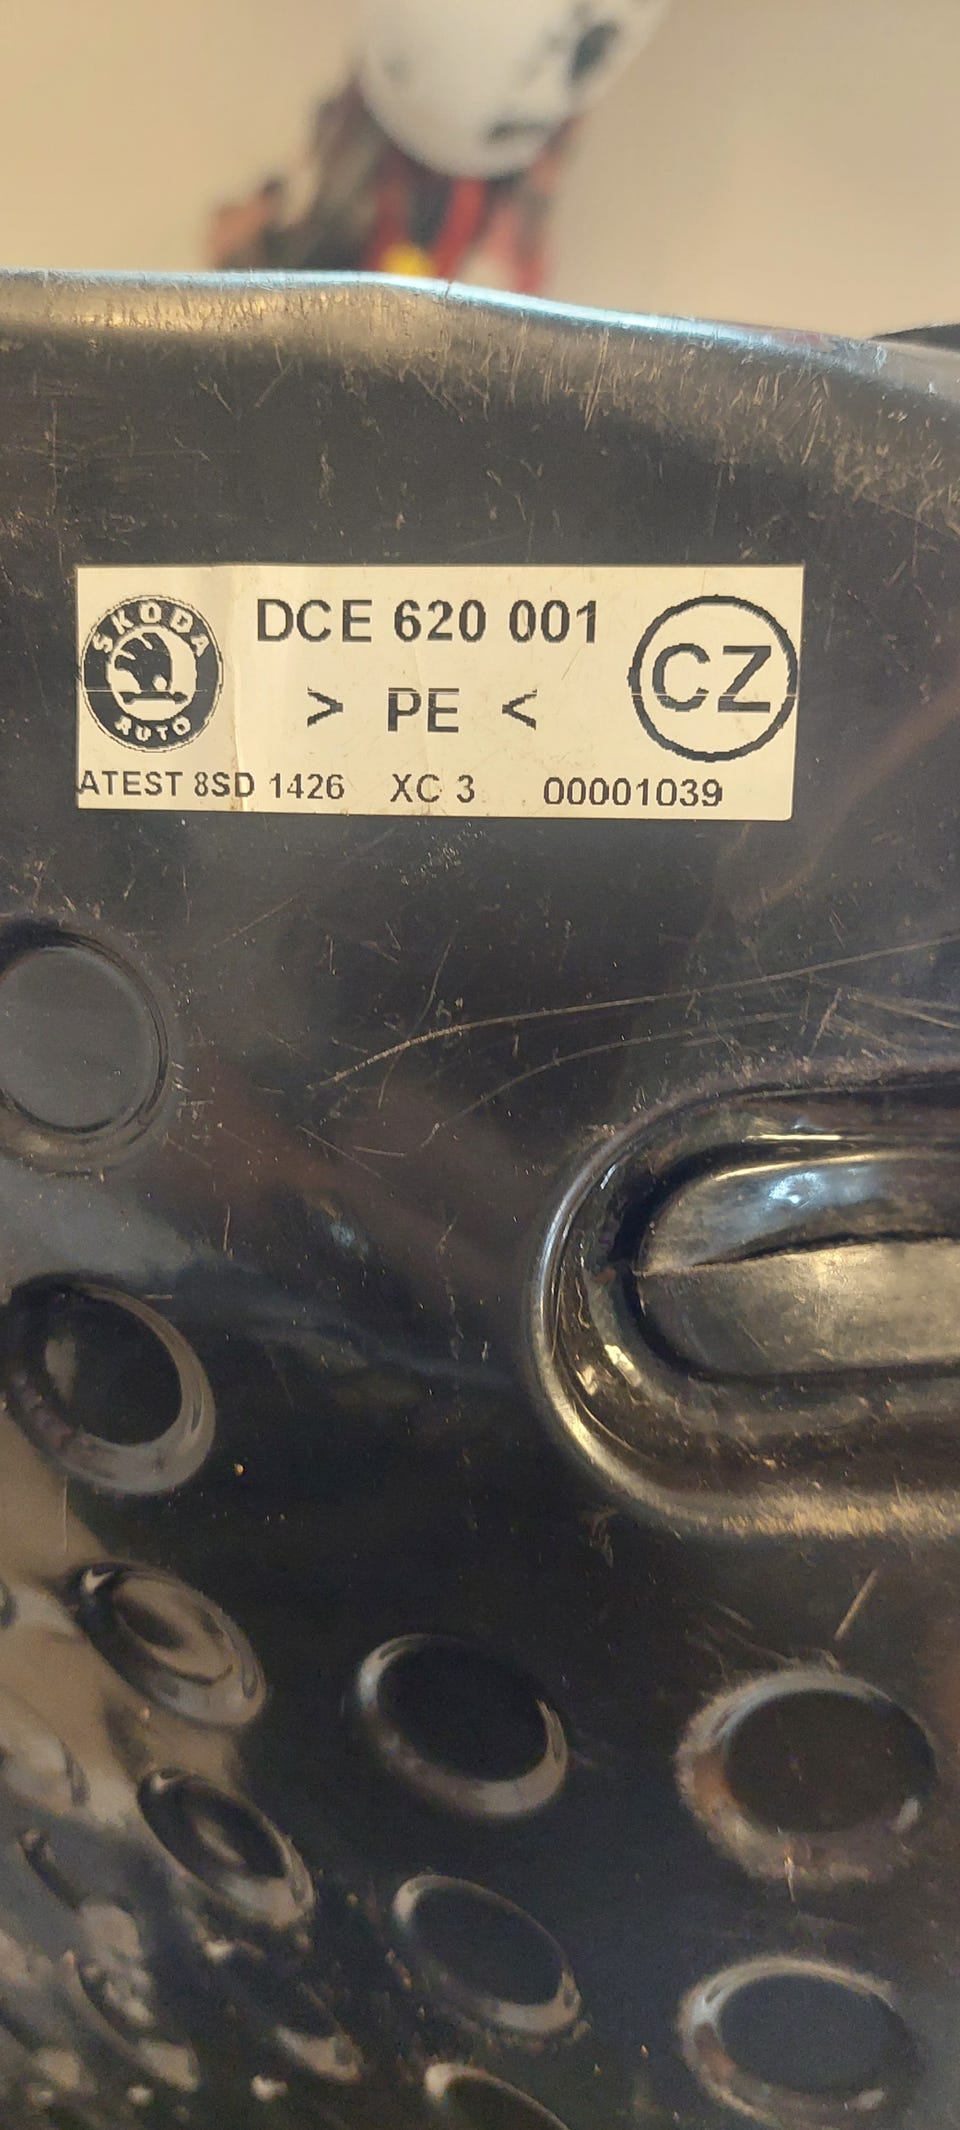 ŠKODA
AUTO
DCE 620 001
> PE <
CZ
ATEST 8SD 1426 XC 3 00001039